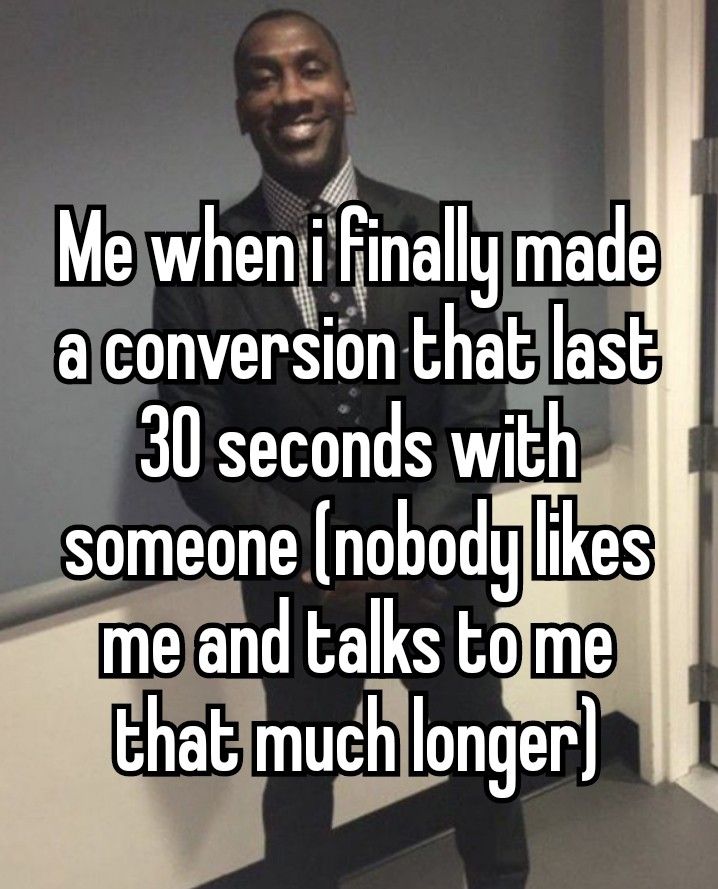 Me when i finally made
a conversion that last
30 seconds with
someone (nobody likes
me and talks to me
that much longer)